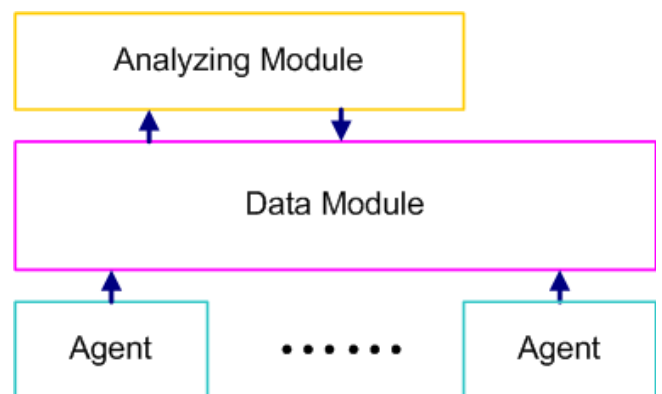 Analyzing Module
Data Module
Agent ...... Agent